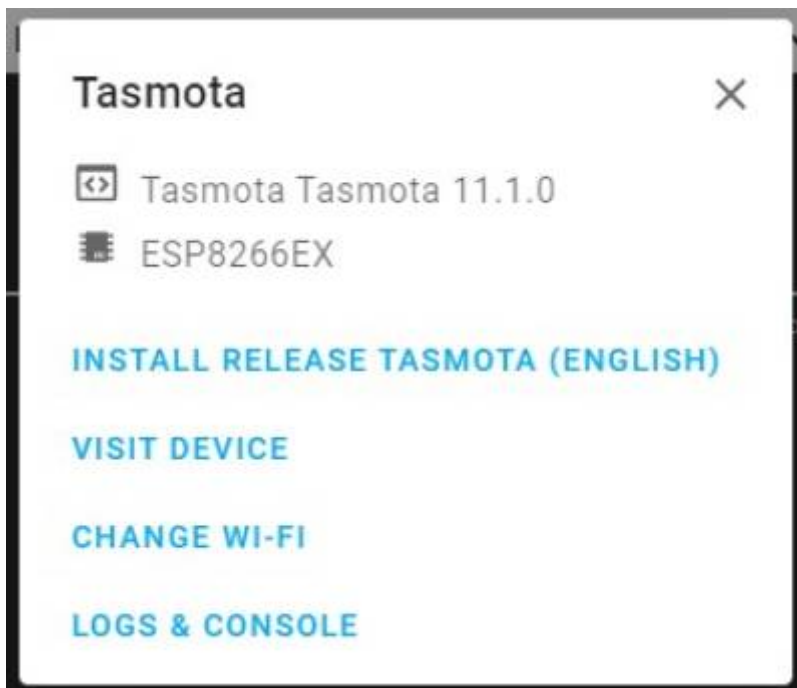 Tasmota
Tasmota Tasmota 11.1.0
ESP8266EX
INSTALL RELEASE TASMOTA (ENGLISH)
VISIT DEVICE
CHANGE WI-FI
LOGS & CONSOLE